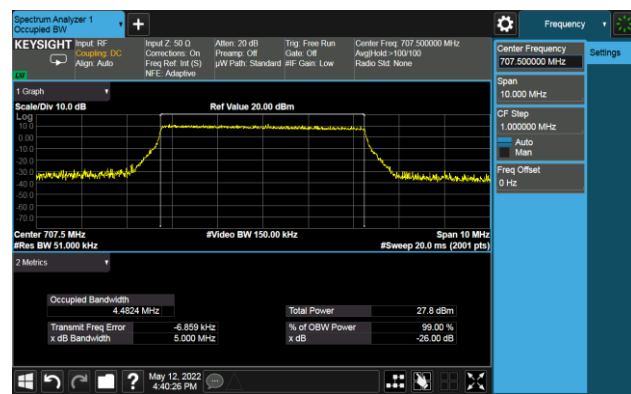 Spectrum Analyzer 1
Occupied BW
+
Frequency
KEYSIGHT
Input: RF
Coupling: DC
Align: Auto
Input Z: 50 Ω
Corrections: On
Freq Ref: Int (S)
NFE: Adaptive
Atten: 20 dB
Preamp: Off
µW Path: Standard
Trig: Free Run
Gate: Off
#IF Gain: Low
Center Freq: 707.500000 MHz
Avg|Hold:>100/100
Radio Std: None
Center Frequency
707.500000 MHz
Settings
Span
10.000 MHz
CF Step
1.000000 MHz
Auto
Man
Freq Offset
0 Hz
1 Graph
Scale/Div 10.0 dB
Ref Value 20.00 dBm
Log
10.0
0.00
-10.0
-20.0
-30.0
-40.0
-50.0
-60.0
-70.0
Center 707.5 MHz
#Video BW 150.00 kHz
Span 10 MHz
#Res BW 51.000 kHz
#Sweep 20.0 ms (2001 pts)
2 Metrics
Occupied Bandwidth
4.4824 MHz
Total Power 27.8 dBm
Transmit Freq Error -6.859 kHz
% of OBW Power 99.00 %
x dB Bandwidth 5.000 MHz
x dB -26.00 dB
?
May 12, 2022
4:40:26 PM